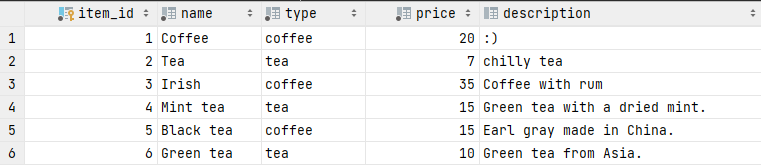 item_id name type price description
1 1 Coffee coffee 20 :)
2 2 Tea tea 7 chilly tea
3 3 Irish coffee 35 Coffee with rum
4 4 Mint tea tea 15 Green tea with a dried mint.
5 5 Black tea coffee 15 Earl gray made in China.
6 6 Green tea tea 10 Green tea from Asia.